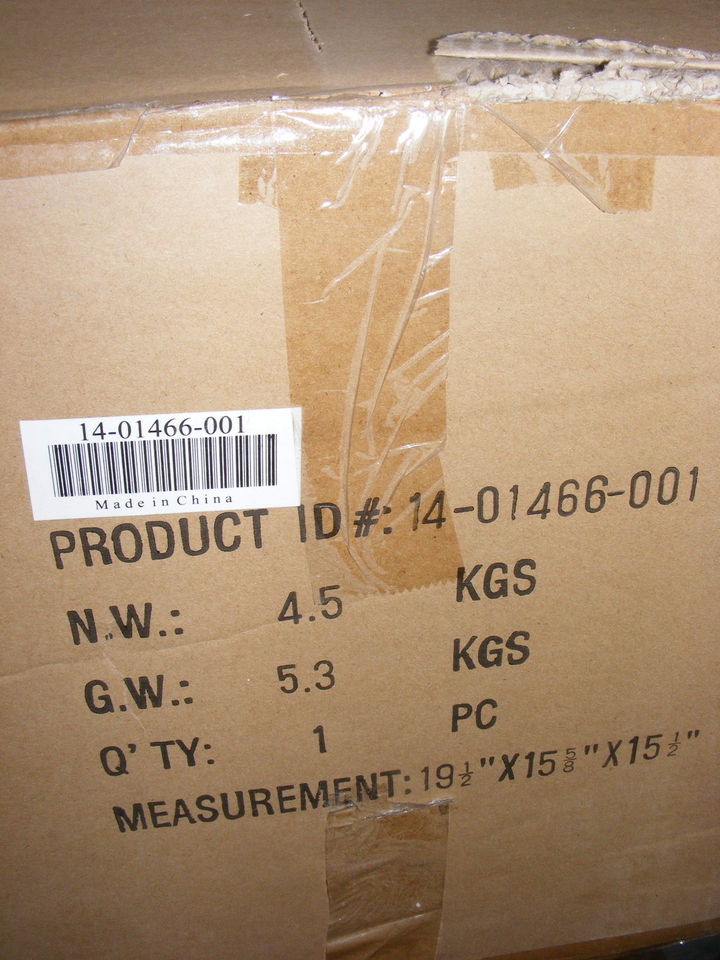 14-01466-001
Made in China
PRODUCT ID#: 14-01466-001
N.W.: 4.5 KGS
G.W.: 5.3 KGS
Q'TY: 1 PC
MEASUREMENT: 19½"X15⅝"X15½"